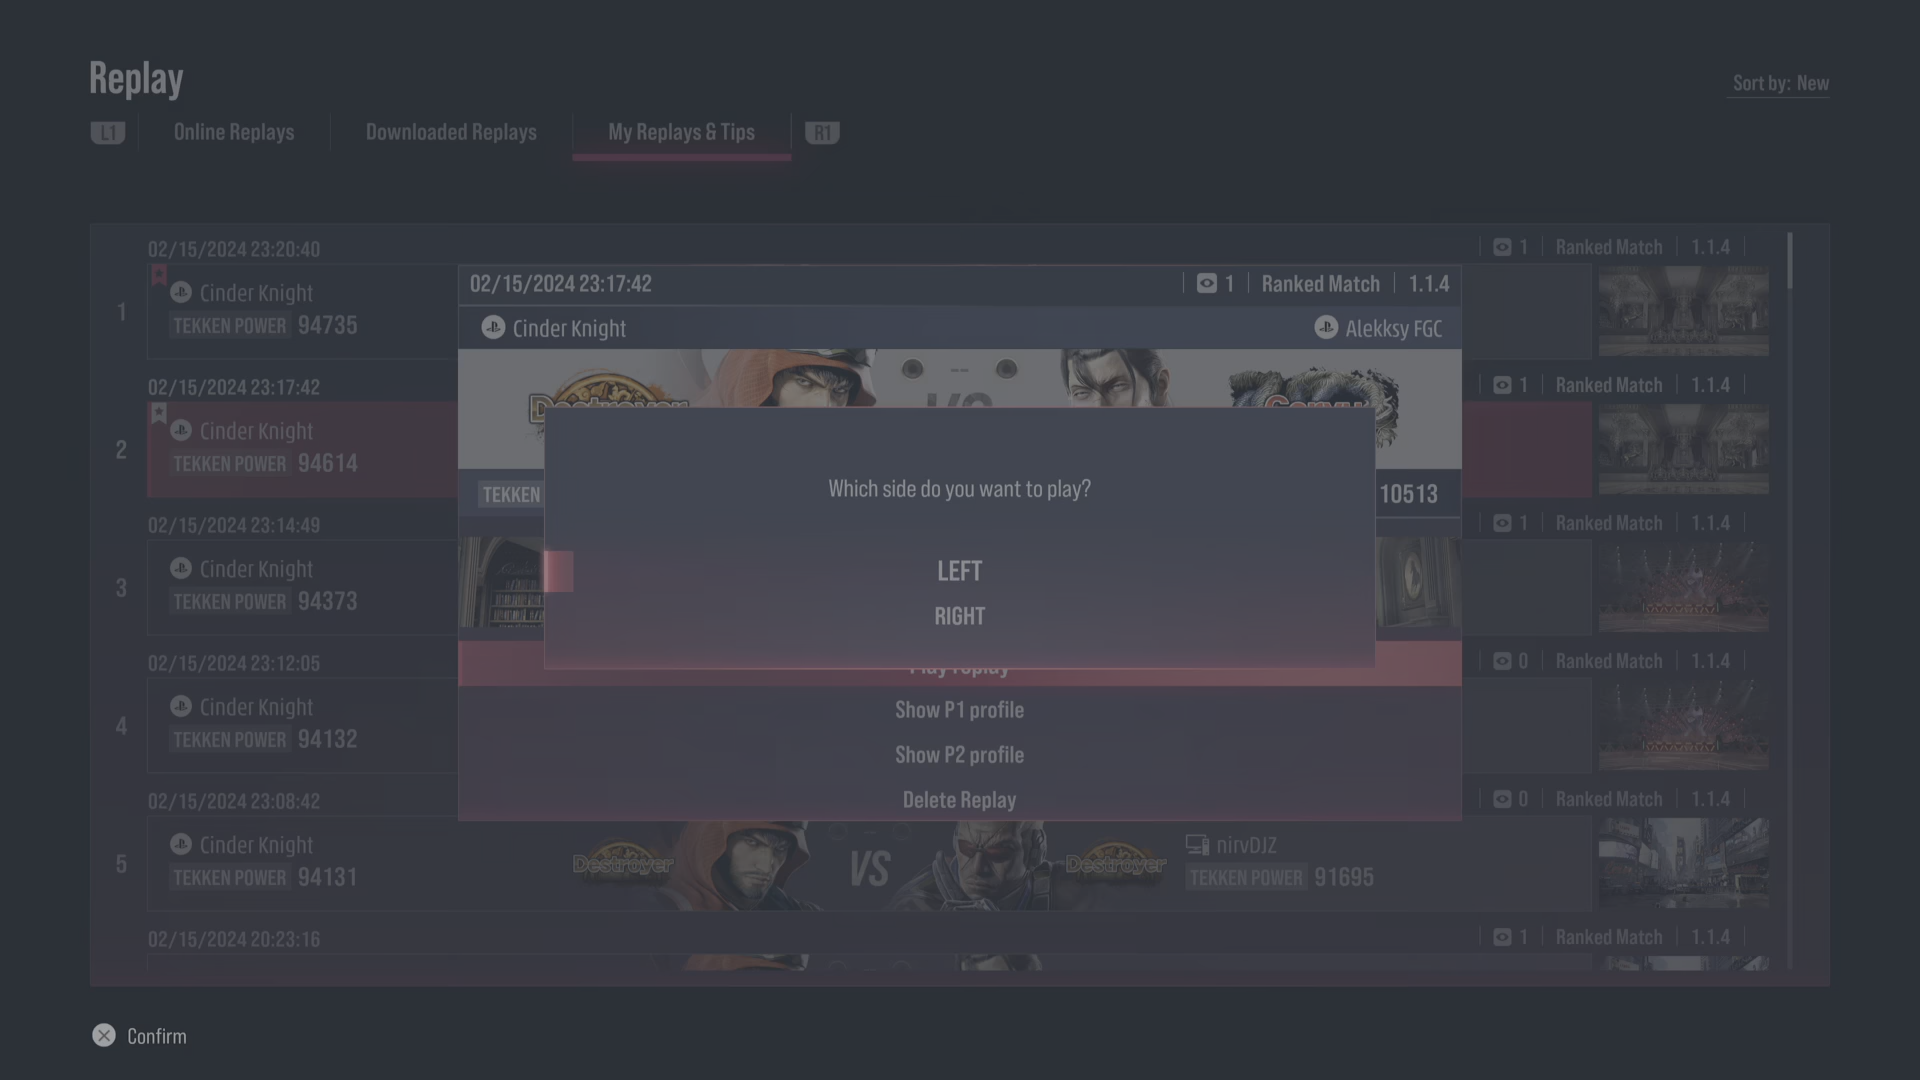 Replay
Sort by: New
L1 Online Replays Downloaded Replays My Replays & Tips R1
02/15/2024 23:20:40 1 Ranked Match 1.1.4
1 Cinder Knight
TEKKEN POWER 94735
02/15/2024 23:17:42 1 Ranked Match 1.1.4
2 Cinder Knight
TEKKEN POWER 94614
02/15/2024 23:14:49 1 Ranked Match 1.1.4
3 Cinder Knight
TEKKEN POWER 94373
02/15/2024 23:12:05 0 Ranked Match 1.1.4
4 Cinder Knight
TEKKEN POWER 94132
02/15/2024 23:08:42 0 Ranked Match 1.1.4
5 Cinder Knight
TEKKEN POWER 94131
Destroyer VS Destroyer
nirvDJZ
TEKKEN POWER 91695
02/15/2024 20:23:16 1 Ranked Match 1.1.4
02/15/2024 23:17:42 1 Ranked Match 1.1.4
Cinder Knight Alekksy FGC
Destroyer VS
TEKKEN 10513
Which side do you want to play?
LEFT
RIGHT
Play replay
Show P1 profile
Show P2 profile
Delete Replay
Confirm